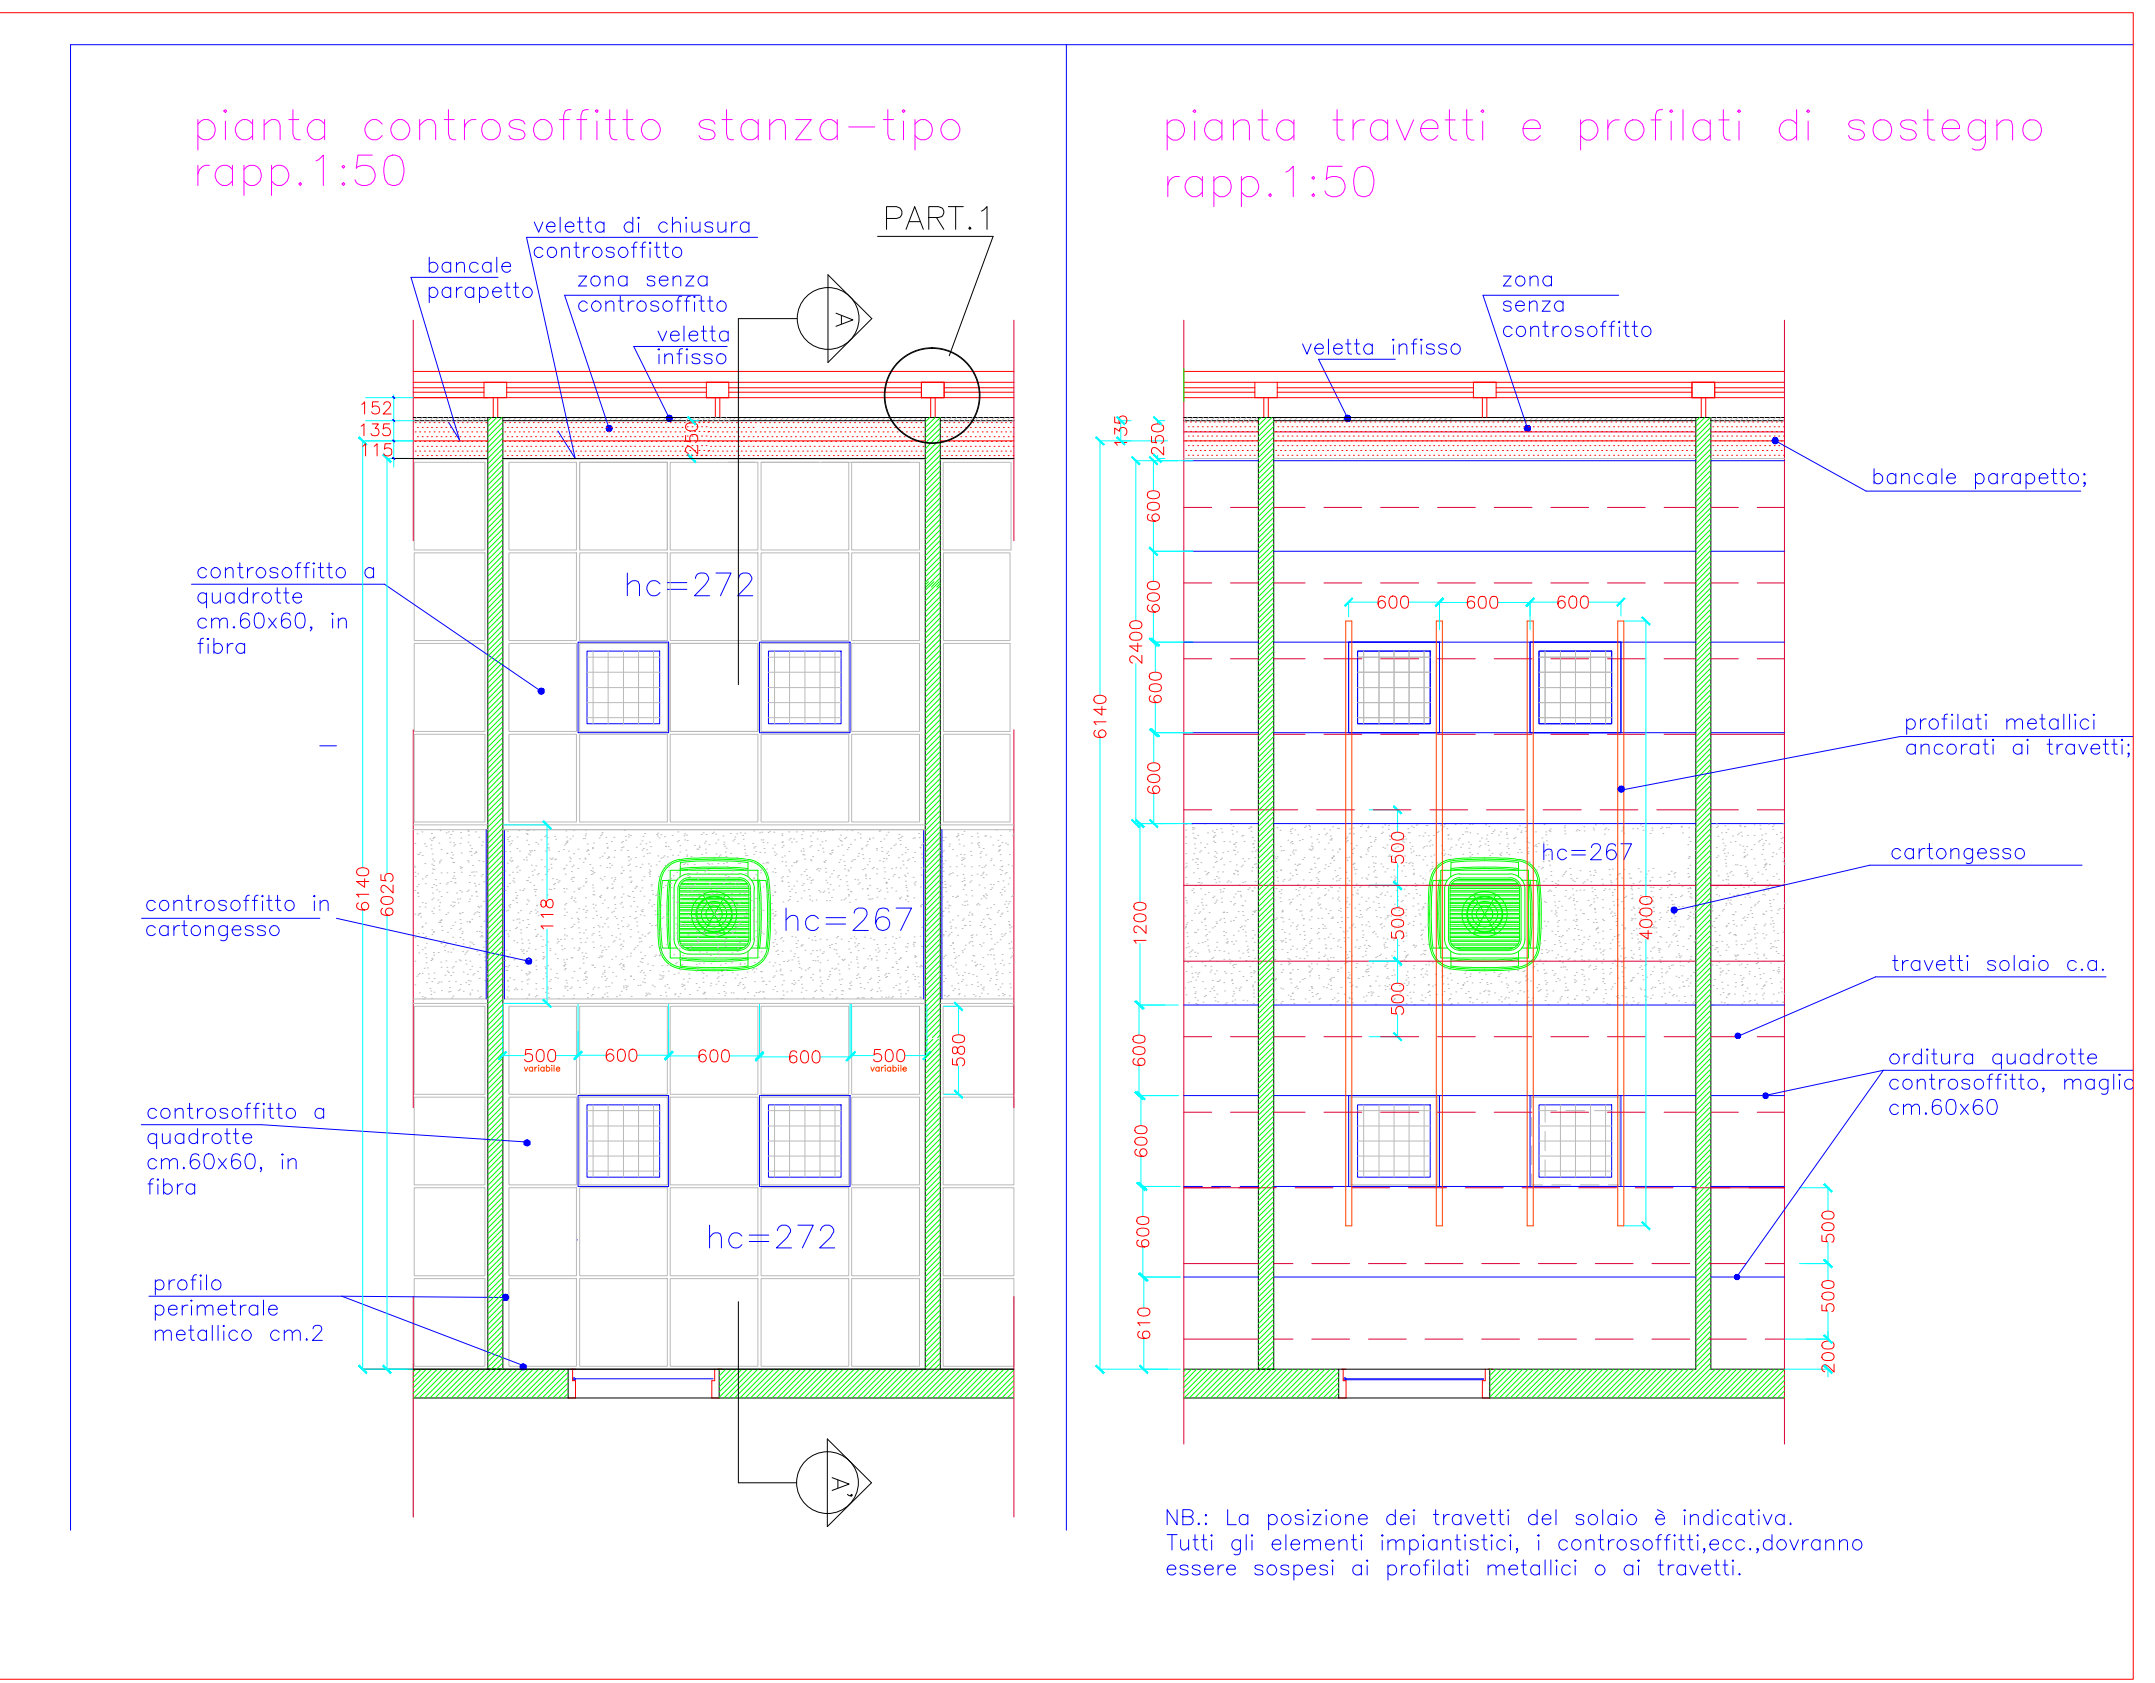 pianta controsoffitto stanza-tipo
rapp.1:50
PART.1
veletta di chiusura
controsoffitto
bancale
parapetto
zona senza
controsoffitto
veletta
infisso
A
152
135
115
250
controsoffitto a
quadrotte
cm.60x60, in
fibra
hc=272
6140
6025
118
hc=267
controsoffitto in
cartongesso
500
variabile
600
600
600
500
variabile
580
controsoffitto a
quadrotte
cm.60x60, in
fibra
hc=272
profilo
perimetrale
metallico cm.2
A'
pianta travetti e profilati di sostegno
rapp.1:50
zona
senza
controsoffitto
veletta infisso
135
250
bancale parapetto;
600
600
600
600
2400
6140
600
600
600
profilati metallici
ancorati ai travetti;
500
500
500
hc=267
4000
cartongesso
1200
travetti solaio c.a.
600
orditura quadrotte
controsoffitto, maglia
cm.60x60
600
600
610
500
500
200
NB.: La posizione dei travetti del solaio è indicativa.
Tutti gli elementi impiantistici, i controsoffitti,ecc.,dovranno
essere sospesi ai profilati metallici o ai travetti.